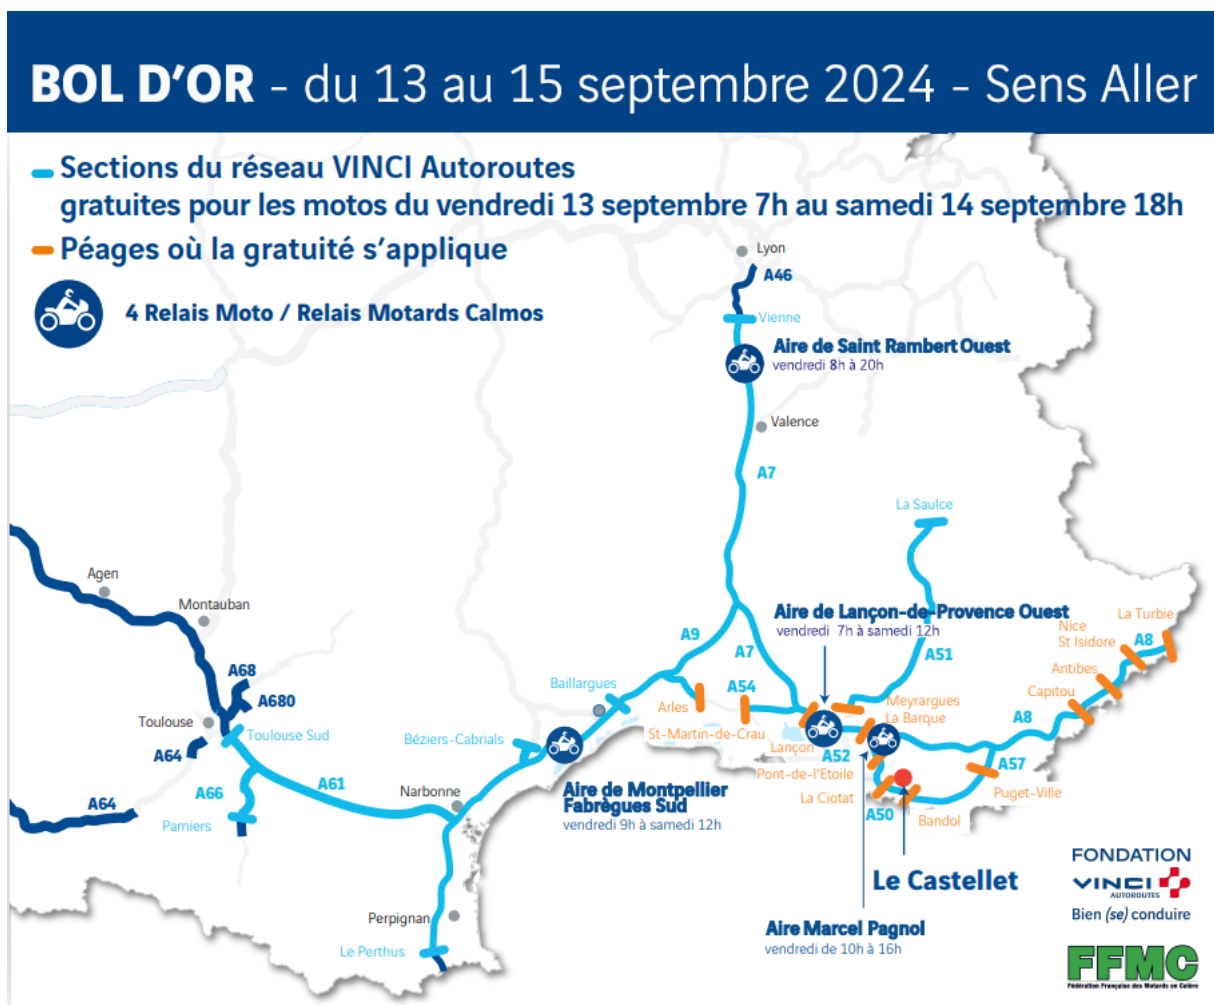 BOL D'OR - du 13 au 15 septembre 2024 - Sens Aller
Sections du réseau VINCI Autoroutes
gratuites pour les motos du vendredi 13 septembre 7h au samedi 14 septembre 18h
Péages où la gratuité s'applique
4 Relais Moto / Relais Motards Calmos
Lyon
A46
Vienne
Aire de Saint Rambert Ouest
vendredi 8h à 20h
Valence
A7
La Saulce
Agen
Montauban
Aire de Lançon-de-Provence Ouest
vendredi 7h à samedi 12h
La Turbie
Nice
St Isidore
A8
A9
A7
A51
Antibes
A68
A680
Baillargues
A54
Arles
Meyrargues
Capitou
La Barque
A8
Toulouse
Toulouse Sud
St-Martin-de-Crau
Béziers-Cabrials
Lançon
A52
A64
A57
Pont-de-l'Etoile
A61
A66
Narbonne
Aire de Montpellier
Fabrègues Sud
vendredi 9h à samedi 12h
La Ciotat
Puget-Ville
A64
Pamiers
A50
Bandol
Le Castellet
FONDATION
VINCI
AUTOROUTES
Bien (se) conduire
Perpignan
Aire Marcel Pagnol
vendredi de 10h à 16h
Le Perthus
FFMC
Fédération Française des Motards en Colère